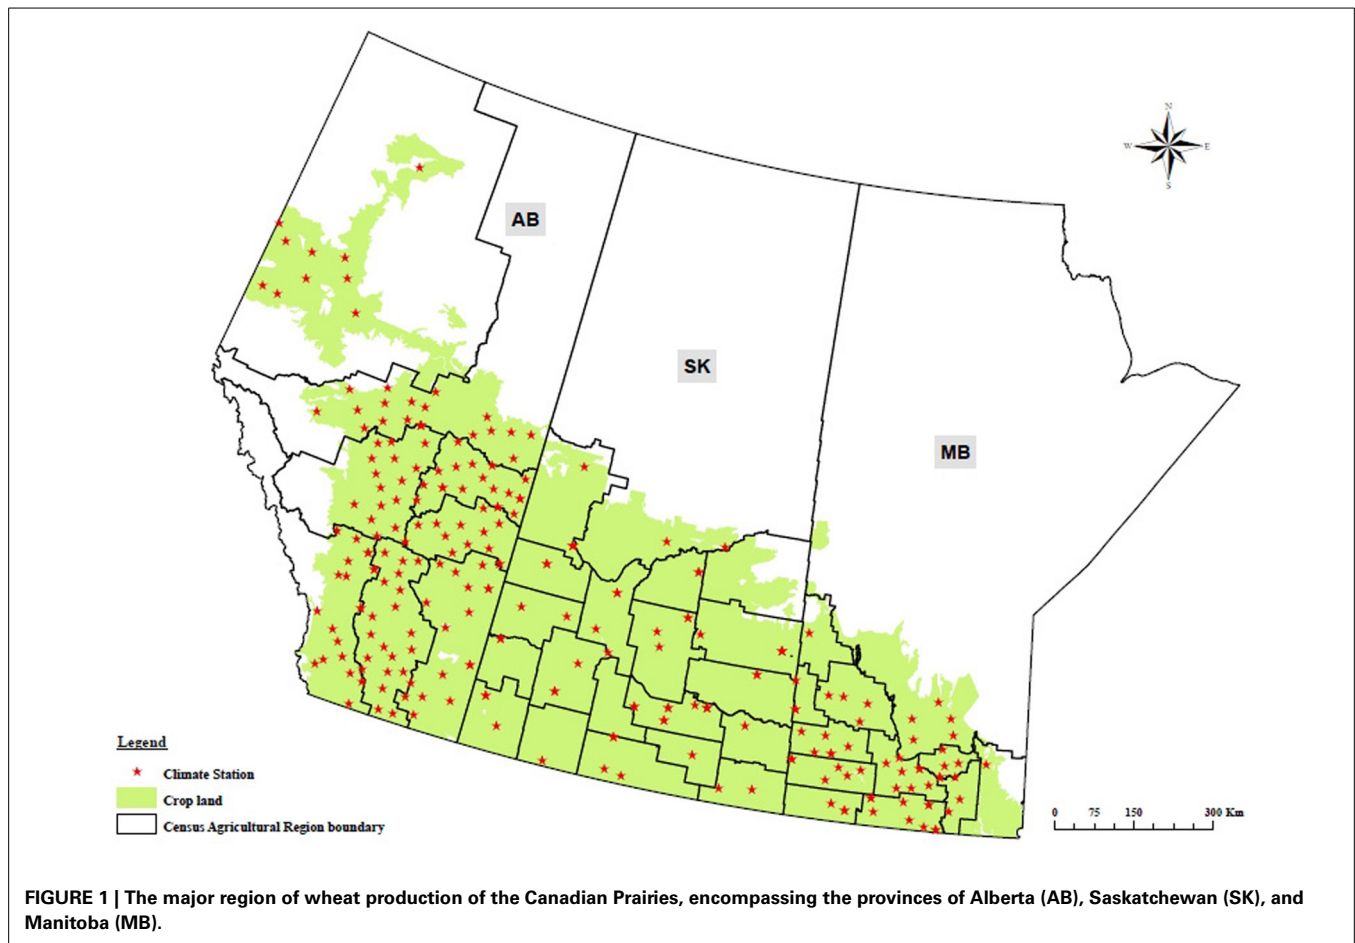 N
W E
S
AB
SK
MB
Legend
Climate Station
Crop land
Census Agricultural Region boundary
0 75 150 300 Km
FIGURE 1 | The major region of wheat production of the Canadian Prairies, encompassing the provinces of Alberta (AB), Saskatchewan (SK), and
Manitoba (MB).